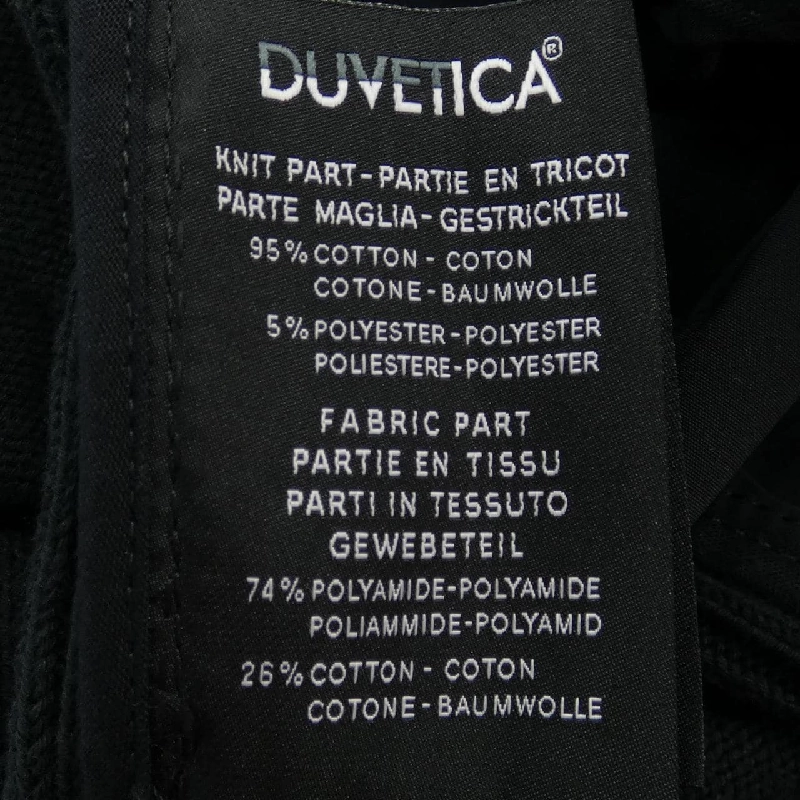 DUVETICA®
KNIT PART-PARTIE EN TRICOT
PARTE MAGLIA-GESTRICKTEIL
95% COTTON - COTON
COTONE-BAUMWOLLE
5% POLYESTER-POLYESTER
POLIESTERE-POLYESTER
FABRIC PART
PARTIE EN TISSU
PARTI IN TESSUTO
GEWEBETEIL
74% POLYAMIDE-POLYAMIDE
POLIAMMIDE-POLYAMID
26% COTTON - COTON
COTONE-BAUMWOLLE